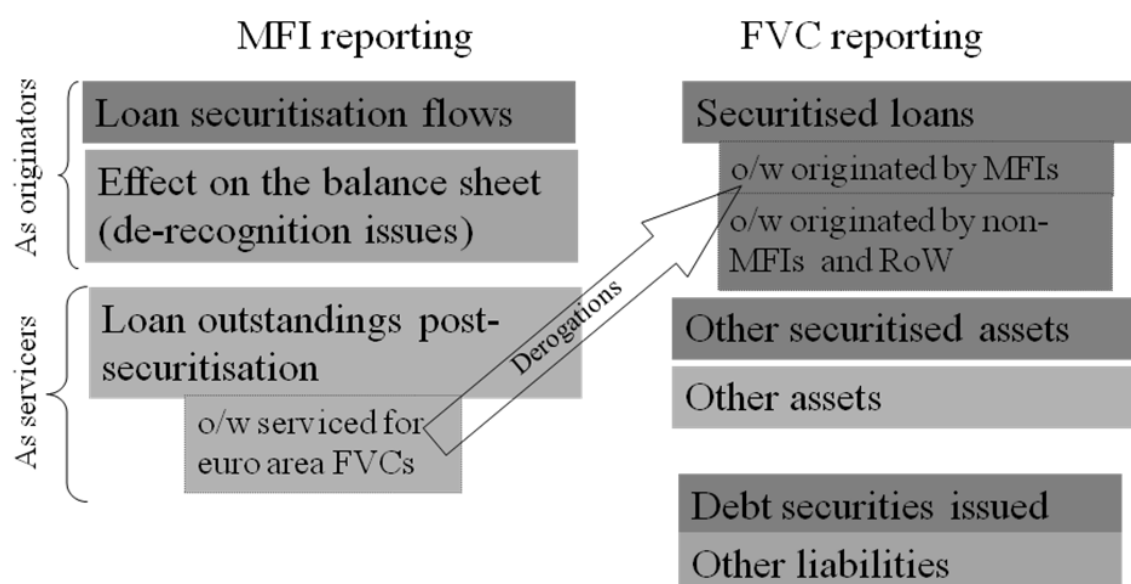 MFI reporting
As originators
Loan securitisation flows
Effect on the balance sheet
(de-recognition issues)
As servicers
Loan outstandings post-
securitisation
o/w serviced for
euro area FVCs
Derogations
FVC reporting
Securitised loans
o/w originated by MFIs
o/w originated by non-
MFIs and RoW
Other securitised assets
Other assets
Debt securities issued
Other liabilities